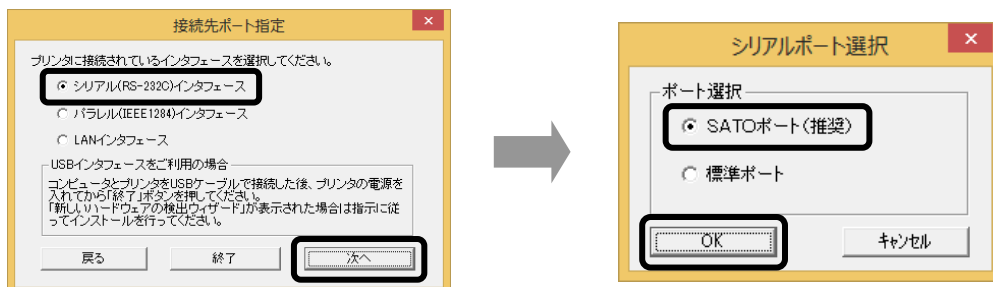 接続先ポート指定
プリンタに接続されているインタフェースを選択してください。
シリアル(RS-232C)インタフェース
パラレル(IEEE1284)インタフェース
LANインタフェース
USBインタフェースをご利用の場合
コンピュータとプリンタをUSBケーブルで接続した後、プリンタの電源を
入れてから「終了」ボタンを押してください。
「新しいハードウェアの検出ウィザード」が表示された場合は指示に従
ってインストールを行ってください。
戻る
終了
次へ
シリアルポート選択
ポート選択
SATOポート(推奨)
標準ポート
OK
キャンセル